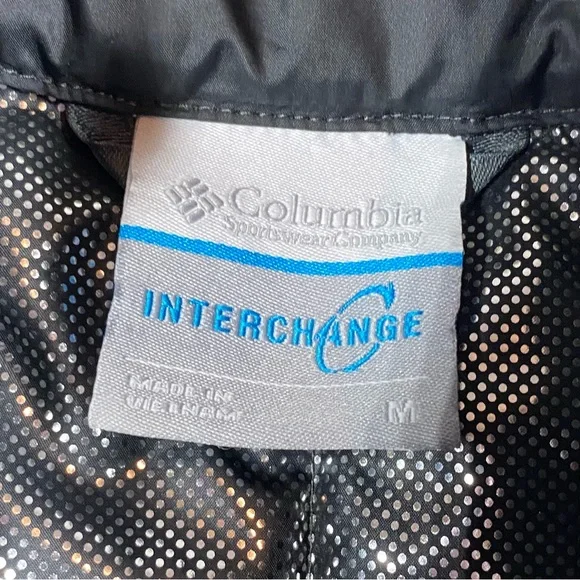 Columbia
Sportswear Company
INTERCHANGE
MADE IN
VIETNAM
M